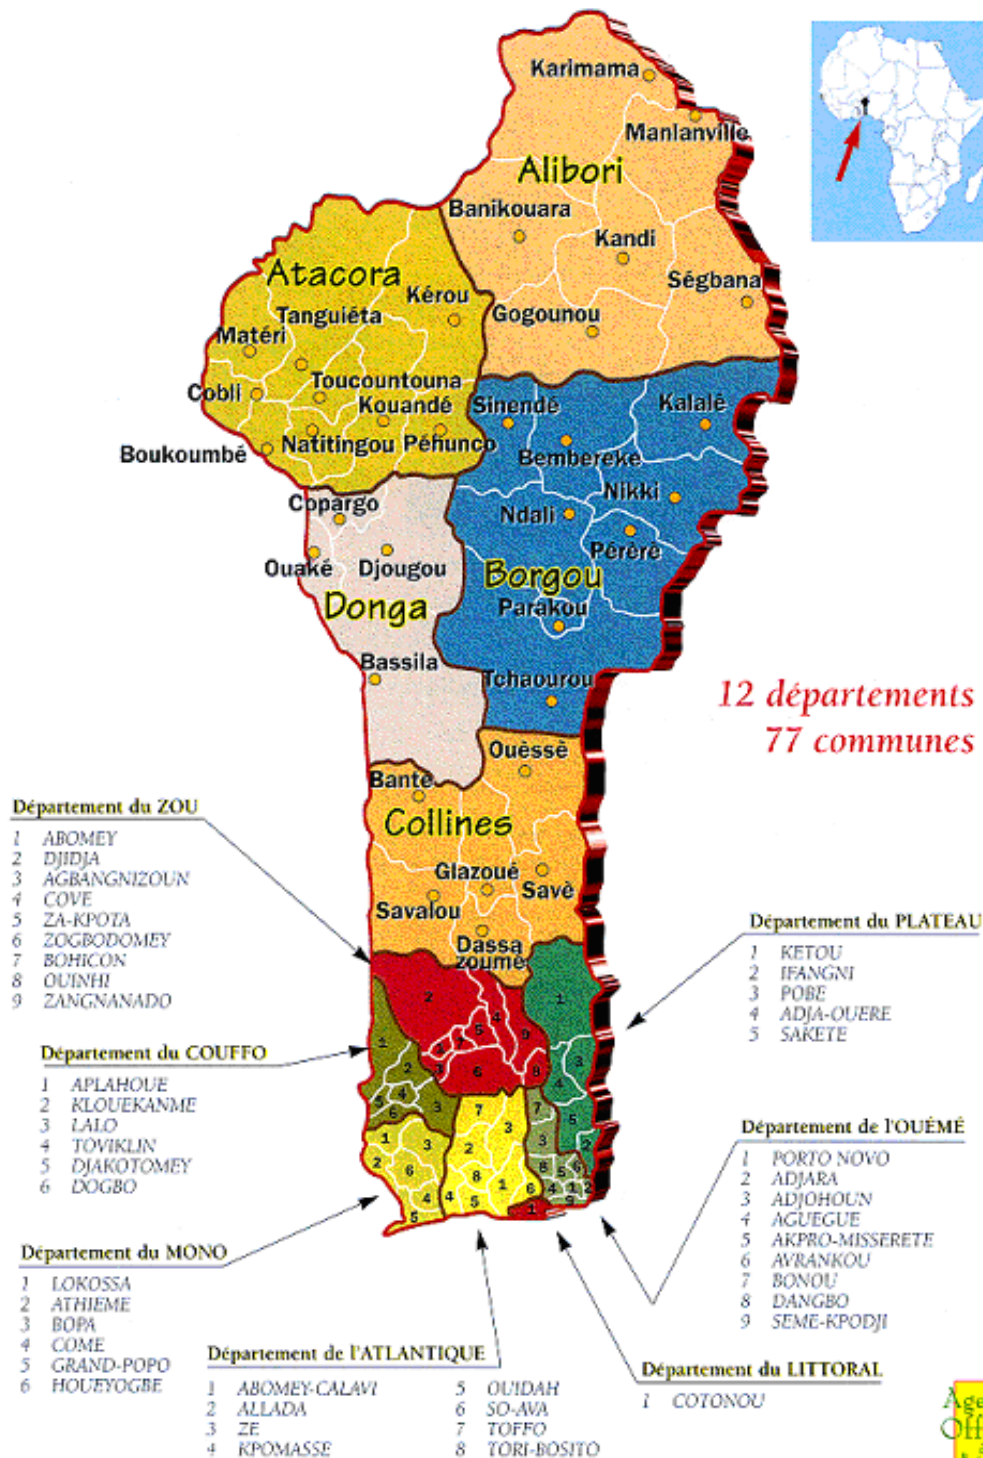 Karimama
Manlanville
Alibori
Banikouara
Kandi
Ségbana
Gogounou
Atacora
Kérou
Tanguiéta
Matéri
Cobli
Toucountouna
Kouandé
Natitingou
Péhunco
Boukoumbé
Sinendé
Kalalé
Bembereke
Nikki
Ndali
Pérèrè
Borgou
Parakou
Tchaourou
Copargo
Ouaké
Djougou
Donga
Bassila
12 départements
77 communes
Ouèssè
Bante
Collines
Glazoué
Savè
Savalou
Dassa
zoumè
Département du ZOU
1 ABOMEY
2 DJIDJA
3 AGBANGNIZOUN
4 COVE
5 ZA-KPOTA
6 ZOGBODOMEY
7 BOHICON
8 OUINHI
9 ZANGNANADO
Département du PLATEAU
1 KETOU
2 IFANGNI
3 POBE
4 ADJA-OUERE
5 SAKETE
Département du COUFFO
1 APLAHOUE
2 KLOUEKANME
3 LALO
4 TOVIKLIN
5 DJAKOTOMEY
6 DOGBO
Département de l'OUÉMÉ
1 PORTO NOVO
2 ADJARA
3 ADJOHOUN
4 AGUEGUE
5 AKPRO-MISSERETE
6 AVRANKOU
7 BONOU
8 DANGBO
9 SEME-KPODJI
Département du MONO
1 LOKOSSA
2 ATHIEME
3 BOPA
4 COME
5 GRAND-POPO
6 HOUEYOGBE
Département de l'ATLANTIQUE
1 ABOMEY-CALAVI
2 ALLADA
3 ZE
4 KPOMASSE
5 OUIDAH
6 SO-AVA
7 TOFFO
8 TORI-BOSITO
Département du LITTORAL
1 COTONOU